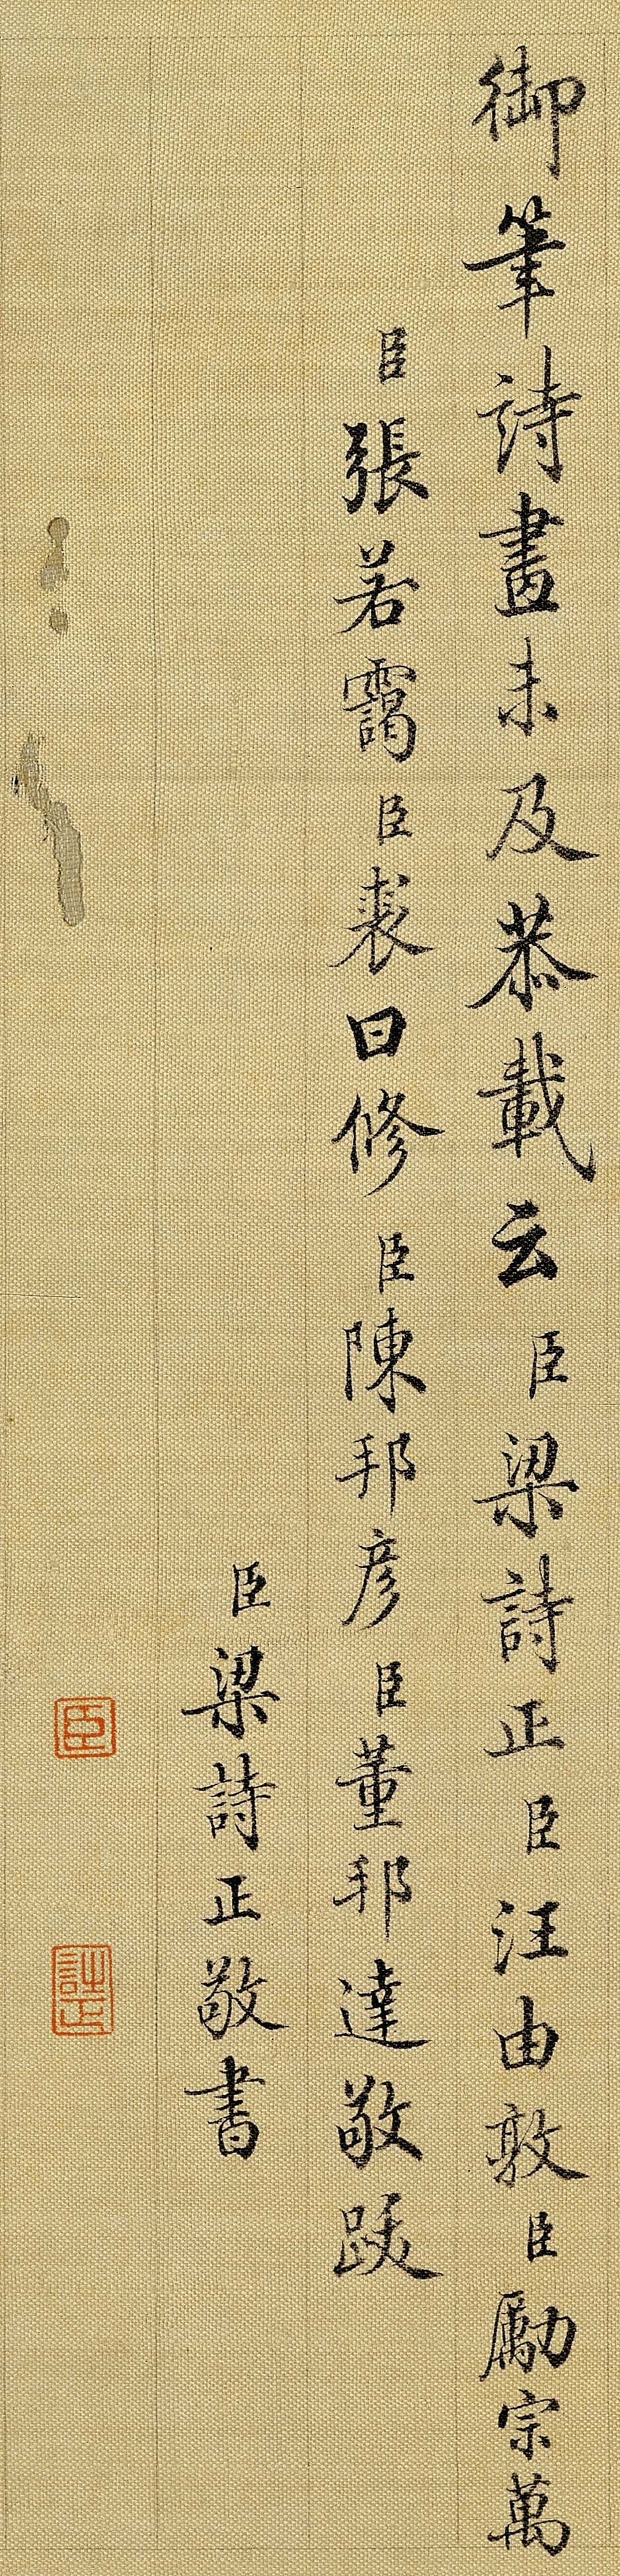 御筆詩畫未及恭載云臣梁詩正臣汪由敦臣勵宗萬
臣張若靄臣裘曰修臣陳邦彥臣董邦達敬跋
臣梁詩正敬書
臣
詩正